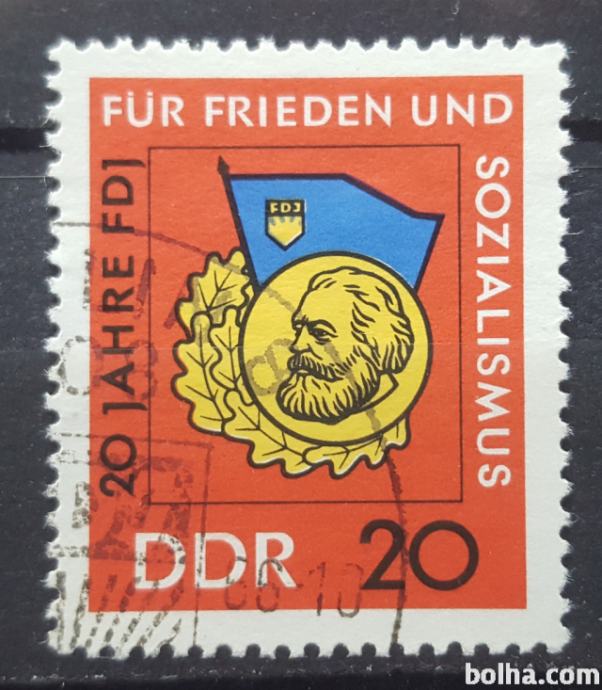 FÜR FRIEDEN UND
SOZIALISMUS
20 JAHRE FDJ
FDJ
DDR 20
bolha.com